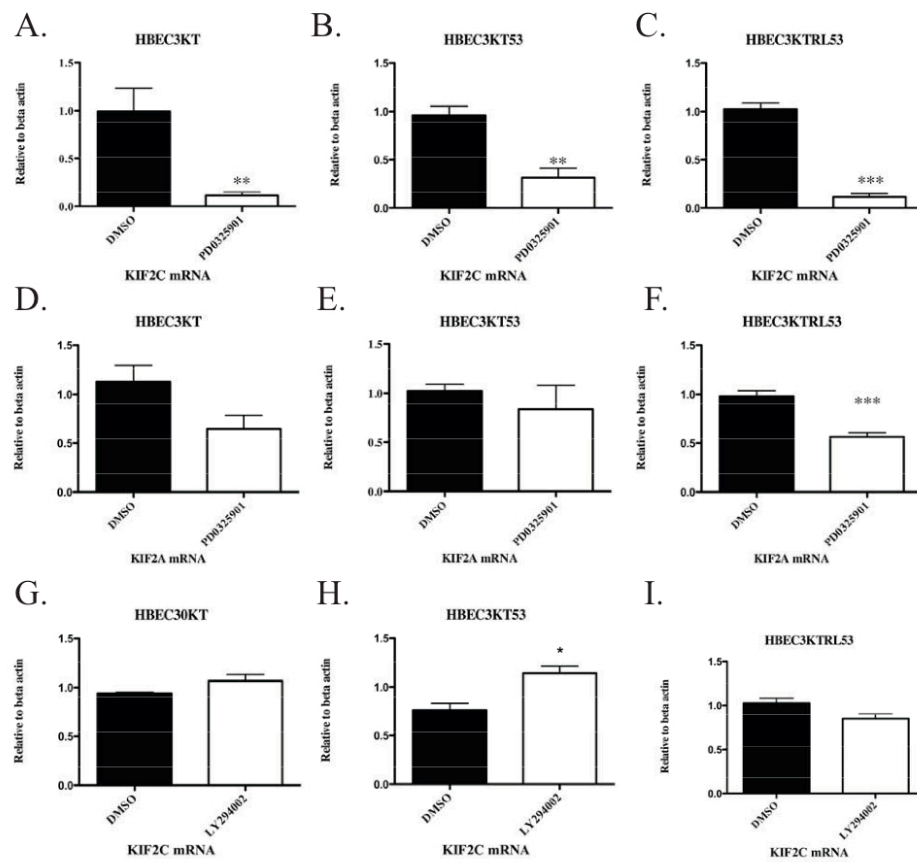 A.
HBEC3KT
Relative to beta actin
1.5
1.0
0.5
0.0
**
DMSO
PD0325901
KIF2C mRNA
B.
HBEC3KT53
Relative to beta actin
1.5
1.0
0.5
0.0
**
DMSO
PD0325901
KIF2C mRNA
C.
HBEC3KTRL53
Relative to beta actin
1.5
1.0
0.5
0.0
***
DMSO
PD0325901
KIF2C mRNA
D.
HBEC3KT
Relative to beta actin
1.5
1.0
0.5
0.0
DMSO
PD0325901
KIF2A mRNA
E.
HBEC3KT53
Relative to beta actin
1.5
1.0
0.5
0.0
DMSO
PD0325901
KIF2A mRNA
F.
HBEC3KTRL53
Relative to beta actin
1.5
1.0
0.5
0.0
***
DMSO
PD0325901
KIF2A mRNA
G.
HBEC30KT
Relative to beta actin
1.5
1.0
0.5
0.0
DMSO
LY294002
KIF2C mRNA
H.
HBEC3KT53
Relative to beta actin
1.5
1.0
0.5
0.0
*
DMSO
LY294002
KIF2C mRNA
I.
HBEC3KTRL53
Relative to beta actin
1.5
1.0
0.5
0.0
DMSO
LY294002
KIF2C mRNA